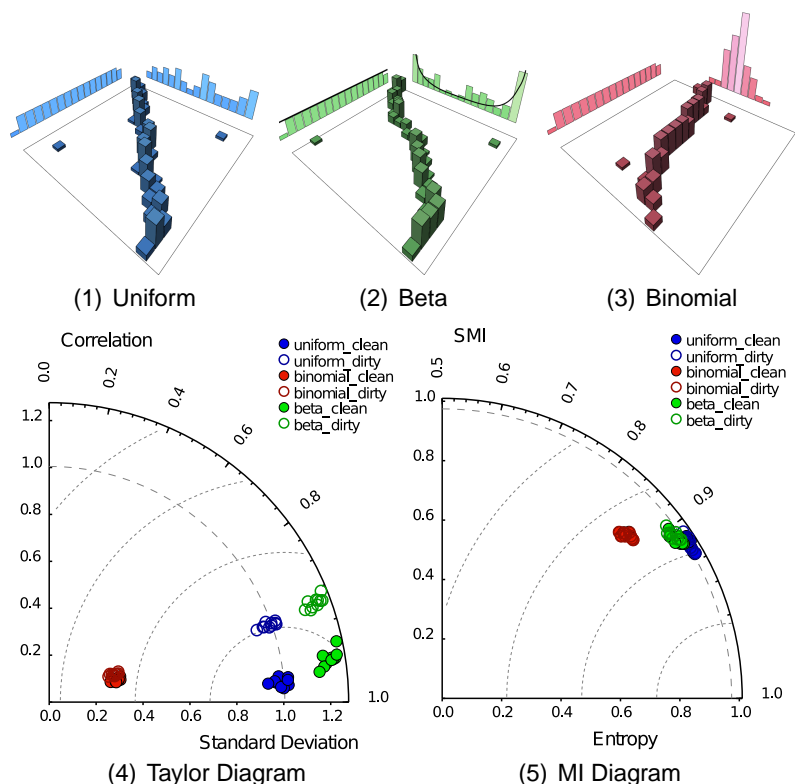 (1) Uniform
(2) Beta
(3) Binomial
Correlation
uniform_clean
uniform_dirty
binomial_clean
binomial_dirty
beta_clean
beta_dirty
0.0
0.2
0.4
0.6
0.8
1.0
1.2
1.0
0.8
0.6
0.4
0.2
0.0
0.2
0.4
0.6
0.8
1.0
1.2
Standard Deviation
(4) Taylor Diagram
SMI
uniform_clean
uniform_dirty
binomial_clean
binomial_dirty
beta_clean
beta_dirty
0.5
0.6
0.7
0.8
0.9
1.0
1.0
0.8
0.6
0.4
0.2
0.0
0.2
0.4
0.6
0.8
1.0
Entropy
(5) MI Diagram